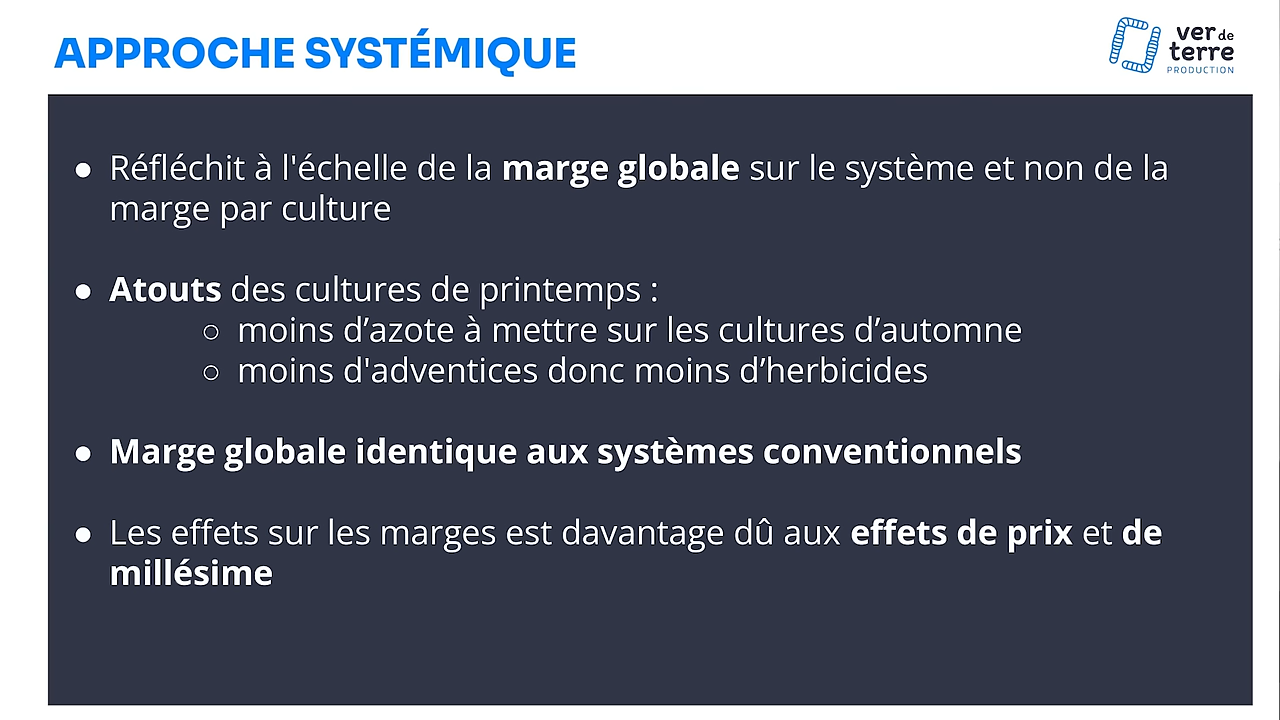 APPROCHE SYSTÉMIQUE
ver de
terre
PRODUCTION
● Réfléchit à l'échelle de la marge globale sur le système et non de la
marge par culture
● Atouts des cultures de printemps :
○ moins d’azote à mettre sur les cultures d’automne
○ moins d'adventices donc moins d’herbicides
● Marge globale identique aux systèmes conventionnels
● Les effets sur les marges est davantage dû aux effets de prix et de
millésime